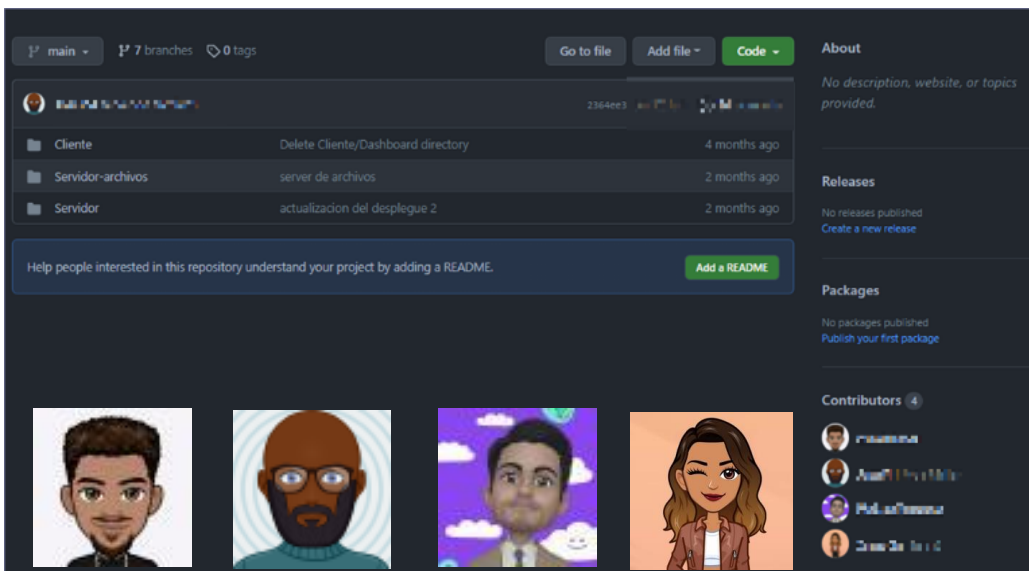 main
7 branches
0 tags
Go to file
Add file
Code
2364ee3
Cliente
Delete Cliente/Dashboard directory
4 months ago
Servidor-archivos
server de archivos
2 months ago
Servidor
actualizacion del desplegue 2
2 months ago
Help people interested in this repository understand your project by adding a README.
Add a README
About
No description, website, or topics
provided.
Releases
No releases published
Create a new release
Packages
No packages published
Publish your first package
Contributors 4